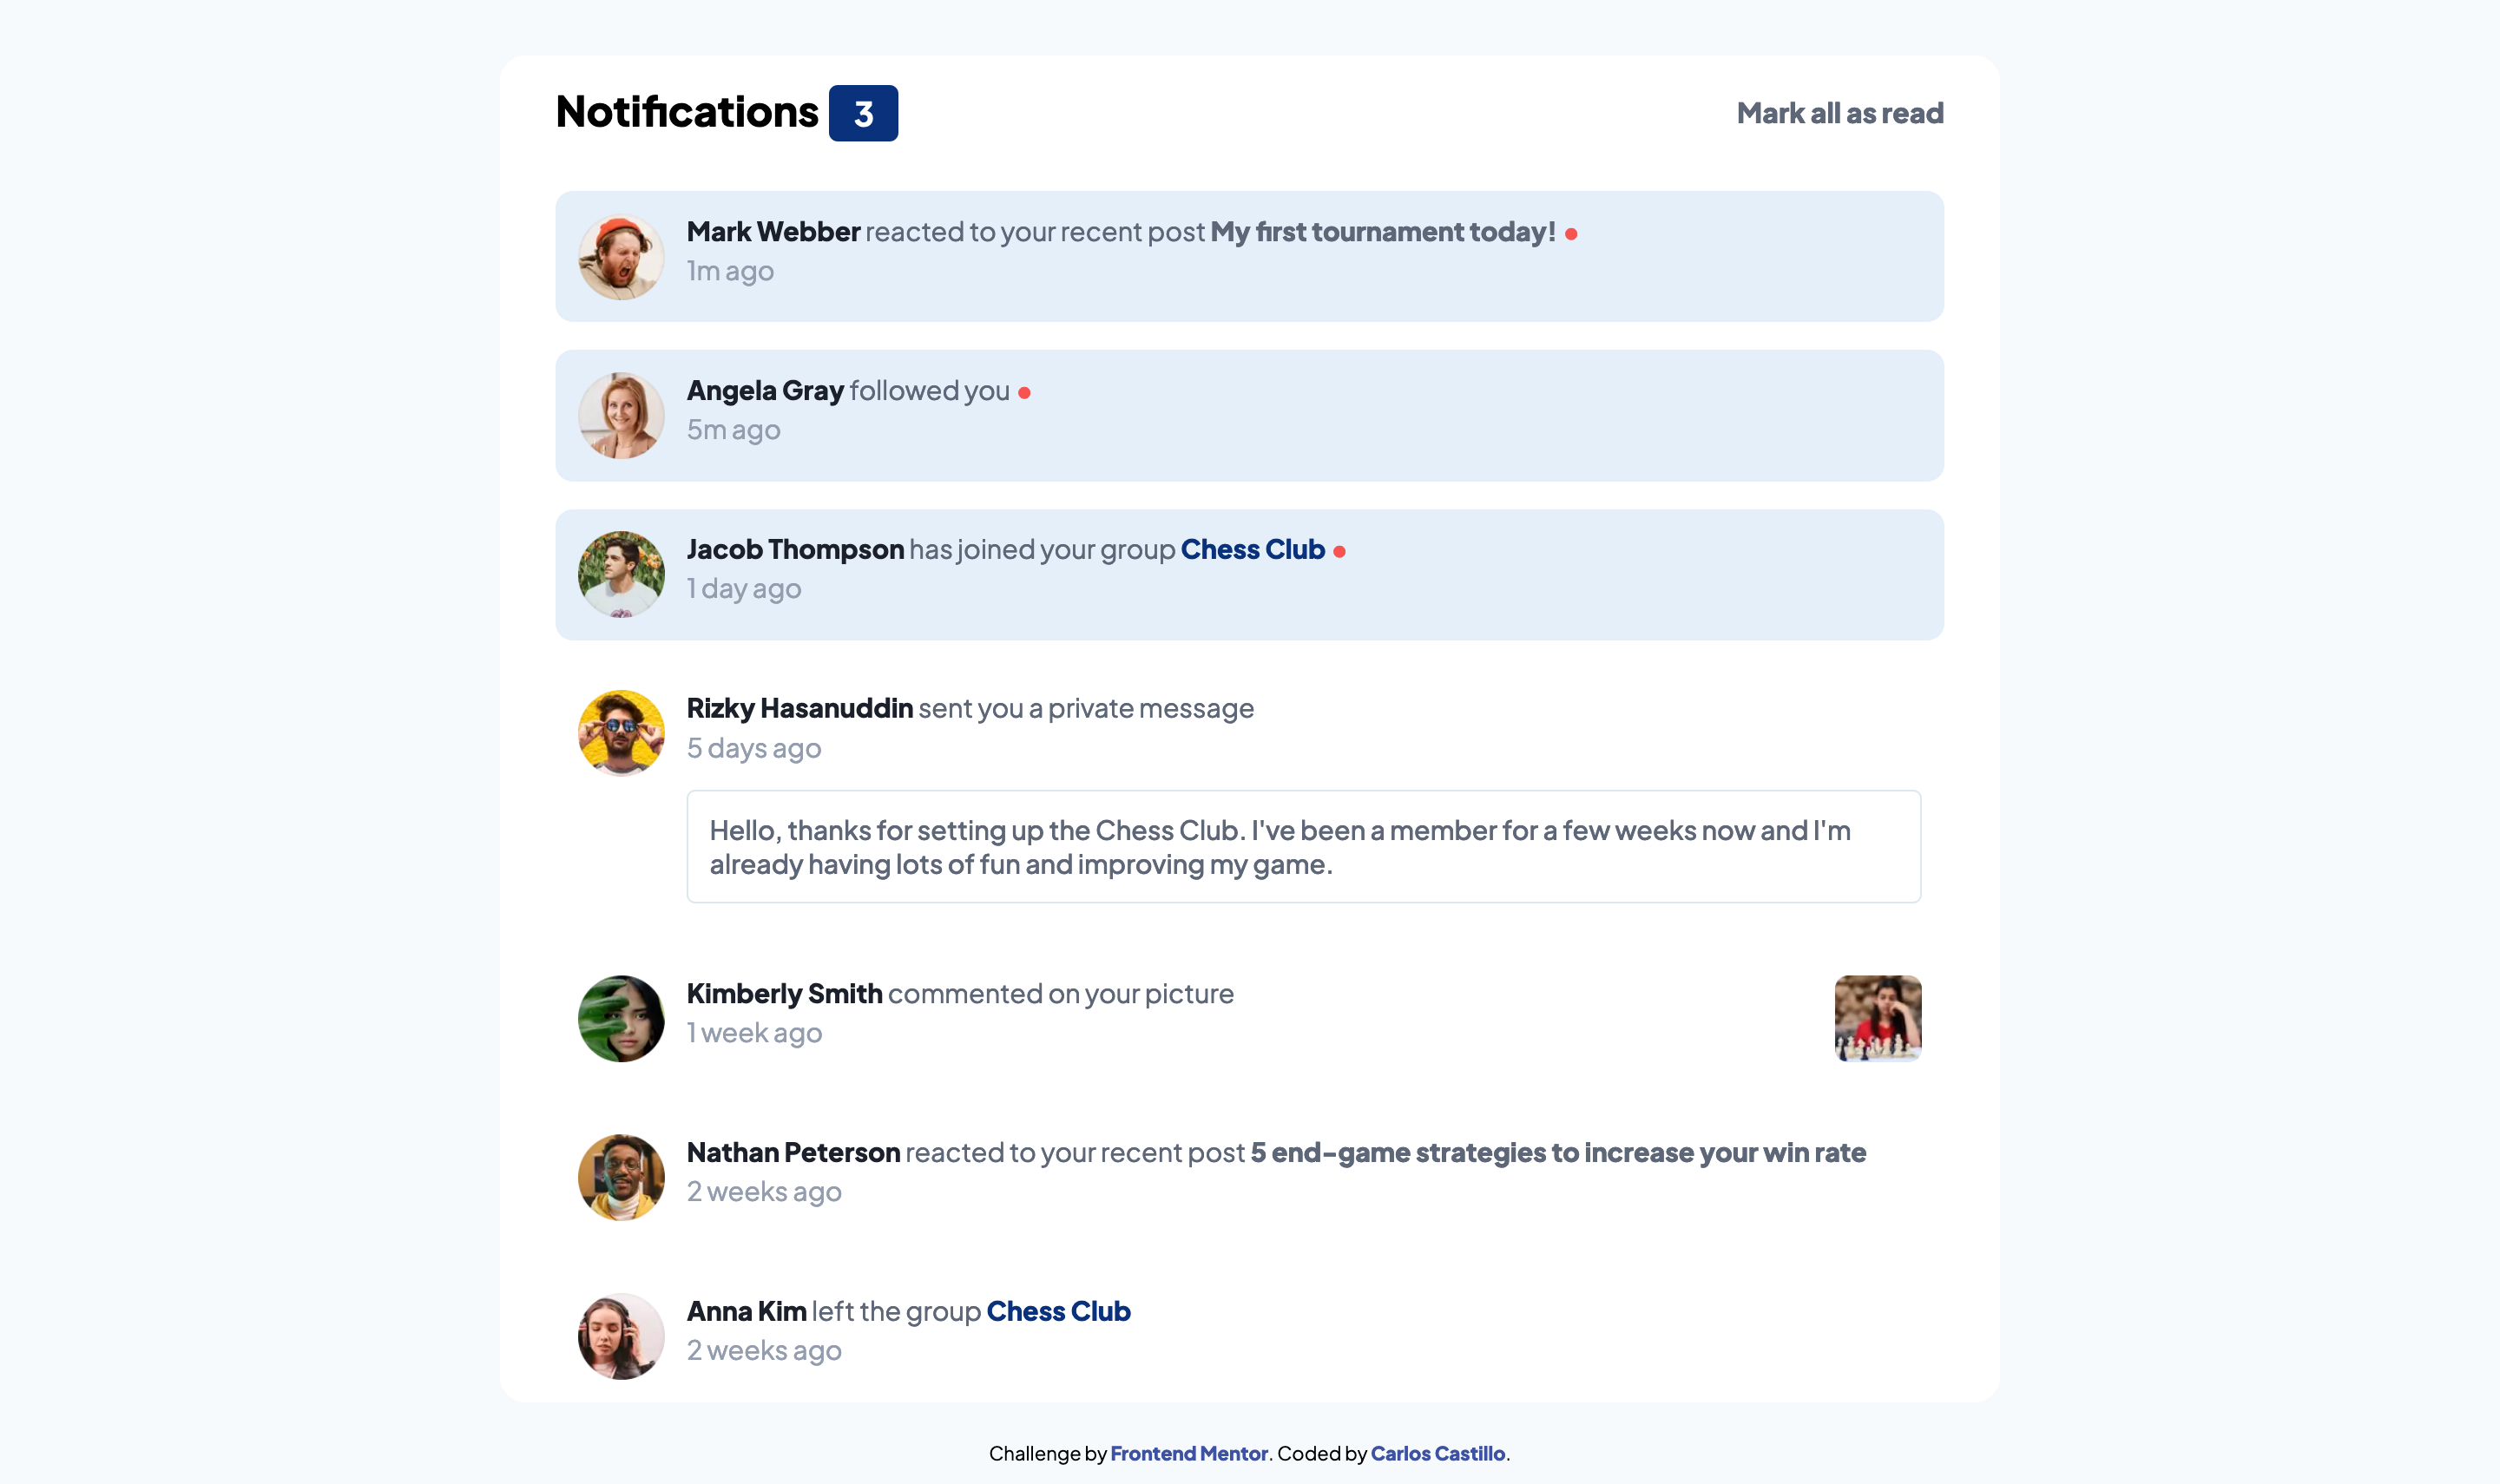 Notifications 3
Mark all as read
Mark Webber reacted to your recent post My first tournament today!
1m ago
Angela Gray followed you
5m ago
Jacob Thompson has joined your group Chess Club
1 day ago
Rizky Hasanuddin sent you a private message
5 days ago
Hello, thanks for setting up the Chess Club. I've been a member for a few weeks now and I'm
already having lots of fun and improving my game.
Kimberly Smith commented on your picture
1 week ago
Nathan Peterson reacted to your recent post 5 end-game strategies to increase your win rate
2 weeks ago
Anna Kim left the group Chess Club
2 weeks ago
Challenge by Frontend Mentor. Coded by Carlos Castillo.